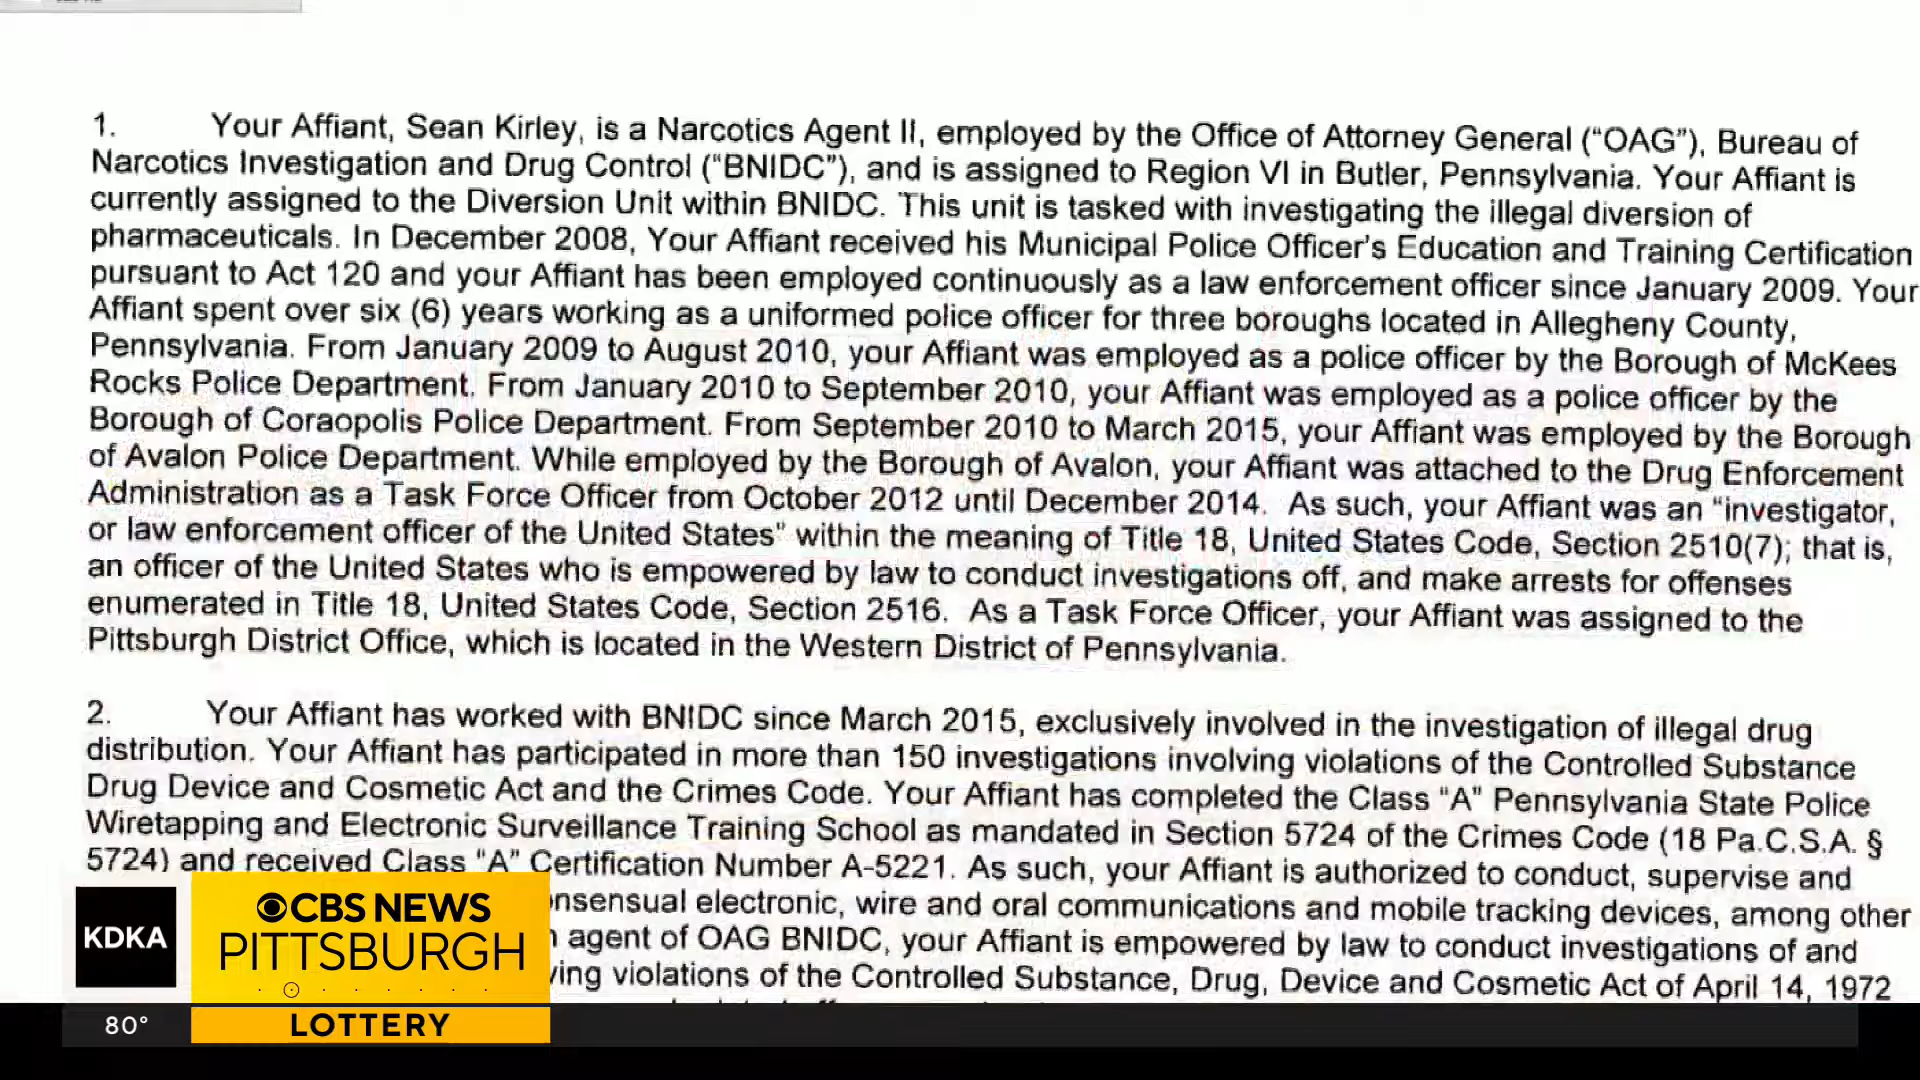 1. Your Affiant, Sean Kirley, is a Narcotics Agent II, employed by the Office of Attorney General (“OAG”), Bureau of
Narcotics Investigation and Drug Control (“BNIDC”), and is assigned to Region VI in Butler, Pennsylvania. Your Affiant is
currently assigned to the Diversion Unit within BNIDC. This unit is tasked with investigating the illegal diversion of
pharmaceuticals. In December 2008, Your Affiant received his Municipal Police Officer’s Education and Training Certification
pursuant to Act 120 and your Affiant has been employed continuously as a law enforcement officer since January 2009. Your
Affiant spent over six (6) years working as a uniformed police officer for three boroughs located in Allegheny County,
Pennsylvania. From January 2009 to August 2010, your Affiant was employed as a police officer by the Borough of McKees
Rocks Police Department. From January 2010 to September 2010, your Affiant was employed as a police officer by the
Borough of Coraopolis Police Department. From September 2010 to March 2015, your Affiant was employed by the Borough
of Avalon Police Department. While employed by the Borough of Avalon, your Affiant was attached to the Drug Enforcement
Administration as a Task Force Officer from October 2012 until December 2014. As such, your Affiant was an “investigator,
or law enforcement officer of the United States” within the meaning of Title 18, United States Code, Section 2510(7); that is,
an officer of the United States who is empowered by law to conduct investigations off, and make arrests for offenses
enumerated in Title 18, United States Code, Section 2516. As a Task Force Officer, your Affiant was assigned to the
Pittsburgh District Office, which is located in the Western District of Pennsylvania.
2. Your Affiant has worked with BNIDC since March 2015, exclusively involved in the investigation of illegal drug
distribution. Your Affiant has participated in more than 150 investigations involving violations of the Controlled Substance
Drug Device and Cosmetic Act and the Crimes Code. Your Affiant has completed the Class “A” Pennsylvania State Police
Wiretapping and Electronic Surveillance Training School as mandated in Section 5724 of the Crimes Code (18 Pa.C.S.A. §
5724) and received Class “A” Certification Number A-5221. As such, your Affiant is authorized to conduct, supervise and
electronic, wire and oral communications and mobile tracking devices, among other
agent of OAG BNIDC, your Affiant is empowered by law to conduct investigations of and
violations of the Controlled Substance, Drug, Device and Cosmetic Act of April 14, 1972
KDKA
CBS NEWS
PITTSBURGH
80°
LOTTERY